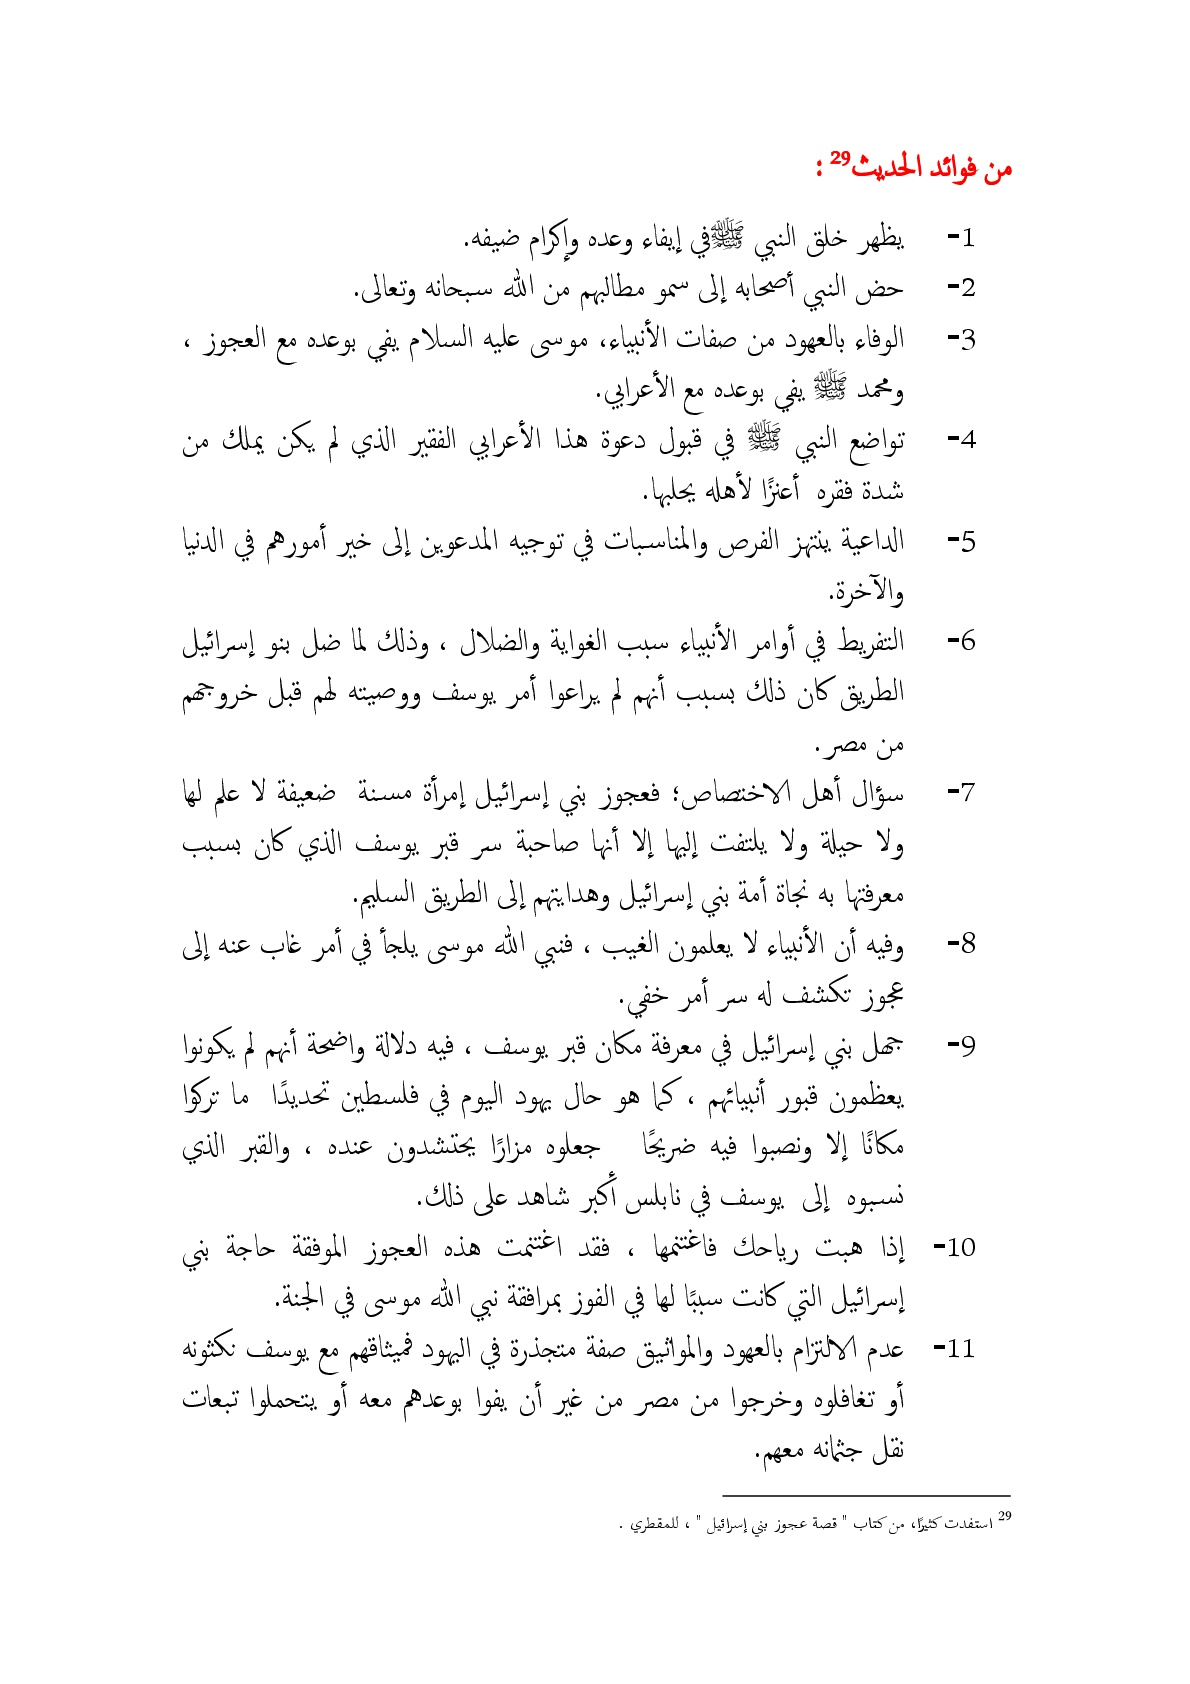 من فوائد الحديث29 :
1- يظهر خلق النبي ﷺ في إيفاء وعده وإكرام ضيفه.
2- حض النبي أصحابه إلى سمو مطالبهم من الله سبحانه وتعالى.
3- الوفاء بالعهود من صفات الأنبياء، موسى عليه السلام يفي بوعده مع العجوز ،
ومحمد ﷺ يفي بوعده مع الأعرابي.
4- تواضع النبي ﷺ في قبول دعوة هذا الأعرابي الفقير الذي لم يكن يملك من
شدة فقره أعنزًا لأهله يحلبها.
5- الداعية ينتهز الفرص والمناسبات في توجيه المدعوين إلى خير أمورهم في الدنيا
والآخرة.
6- التفريط في أوامر الأنبياء سبب الغواية والضلال ، وذلك لما ضل بنو إسرائيل
الطريق كان ذلك بسبب أنهم لم يراعوا أمر يوسف ووصيته لهم قبل خروجهم
من مصر.
7- سؤال أهل الاختصاص؛ فعجوز بني إسرائيل إمرأة مسنة ضعيفة لا علم لها
ولا حيلة ولا يلتفت إليها إلا أنها صاحبة سر قبر يوسف الذي كان بسبب
معرفتها به نجاة أمة بني إسرائيل وهدايتهم إلى الطريق السليم.
8- وفيه أن الأنبياء لا يعلمون الغيب ، فنبي الله موسى يلجأ في أمر غاب عنه إلى
عجوز تكشف له سر أمر خفي.
9- جهل بني إسرائيل في معرفة مكان قبر يوسف ، فيه دلالة واضحة أنهم لم يكونوا
يعظمون قبور أنبيائهم ، كما هو حال يهود اليوم في فلسطين تحديدًا ما تركوا
مكانًا إلا ونصبوا فيه ضريحًا جعلوه مزارًا يحتشدون عنده ، والقبر الذي
نسبوه إلى يوسف في نابلس أكبر شاهد على ذلك.
10- إذا هبت رياحك فاغتنمها ، فقد اغتنمت هذه العجوز الموفقة حاجة بني
إسرائيل التي كانت سببًا لها في الفوز بمرافقة نبي الله موسى في الجنة.
11- عدم الالتزام بالعهود والمواثيق صفة متجذرة في اليهود فميثاقهم مع يوسف نكثونه
أو تغافلوه وخرجوا من مصر من غير أن يفوا بوعدهم معه أو يتحملوا تبعات
نقل جثمانه معهم.
29 استفدت كثيرًا، من كتاب " قصة عجوز بني إسرائيل " ، للمقطري .